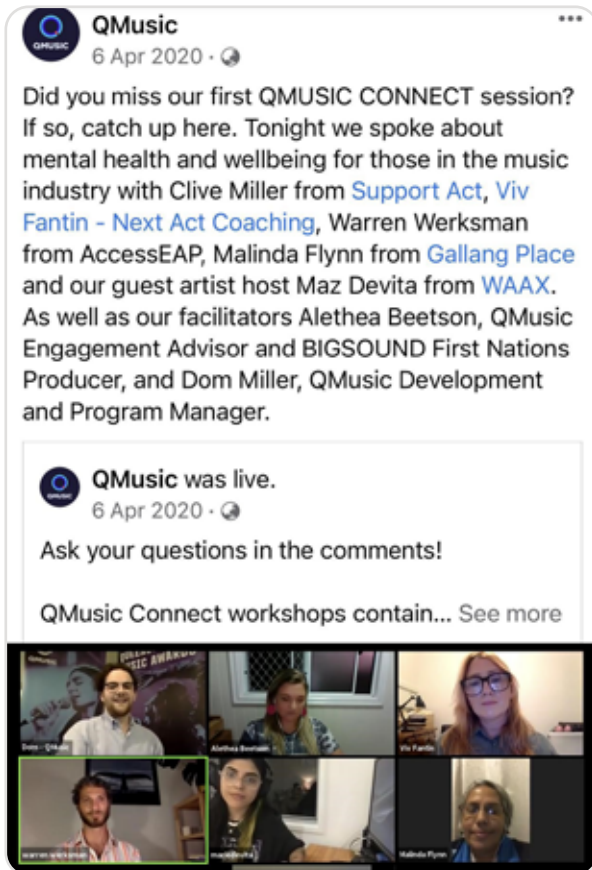 QMusic
6 Apr 2020 ·
Did you miss our first QMUSIC CONNECT session?
If so, catch up here. Tonight we spoke about
mental health and wellbeing for those in the music
industry with Clive Miller from Support Act, Viv
Fantin - Next Act Coaching, Warren Werksman
from AccessEAP, Malinda Flynn from Gallang Place
and our guest artist host Maz Devita from WAAX.
As well as our facilitators Alethea Beetson, QMusic
Engagement Advisor and BIGSOUND First Nations
Producer, and Dom Miller, QMusic Development
and Program Manager.
QMUSIC
QMusic was live.
6 Apr 2020 ·
Ask your questions in the comments!
QMusic Connect workshops contain... See more
Dom - QMusic
Alethea Beetson
Viv Fantin
warren werksman
Malinda Flynn